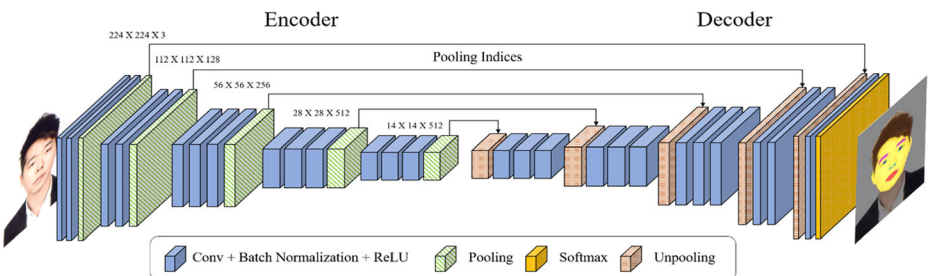 Encoder
Decoder
224 X 224 X 3
112 X 112 X 128
Pooling Indices
56 X 56 X 256
28 X 28 X 512
14 X 14 X 512
Conv + Batch Normalization + ReLU
Pooling
Softmax
Unpooling